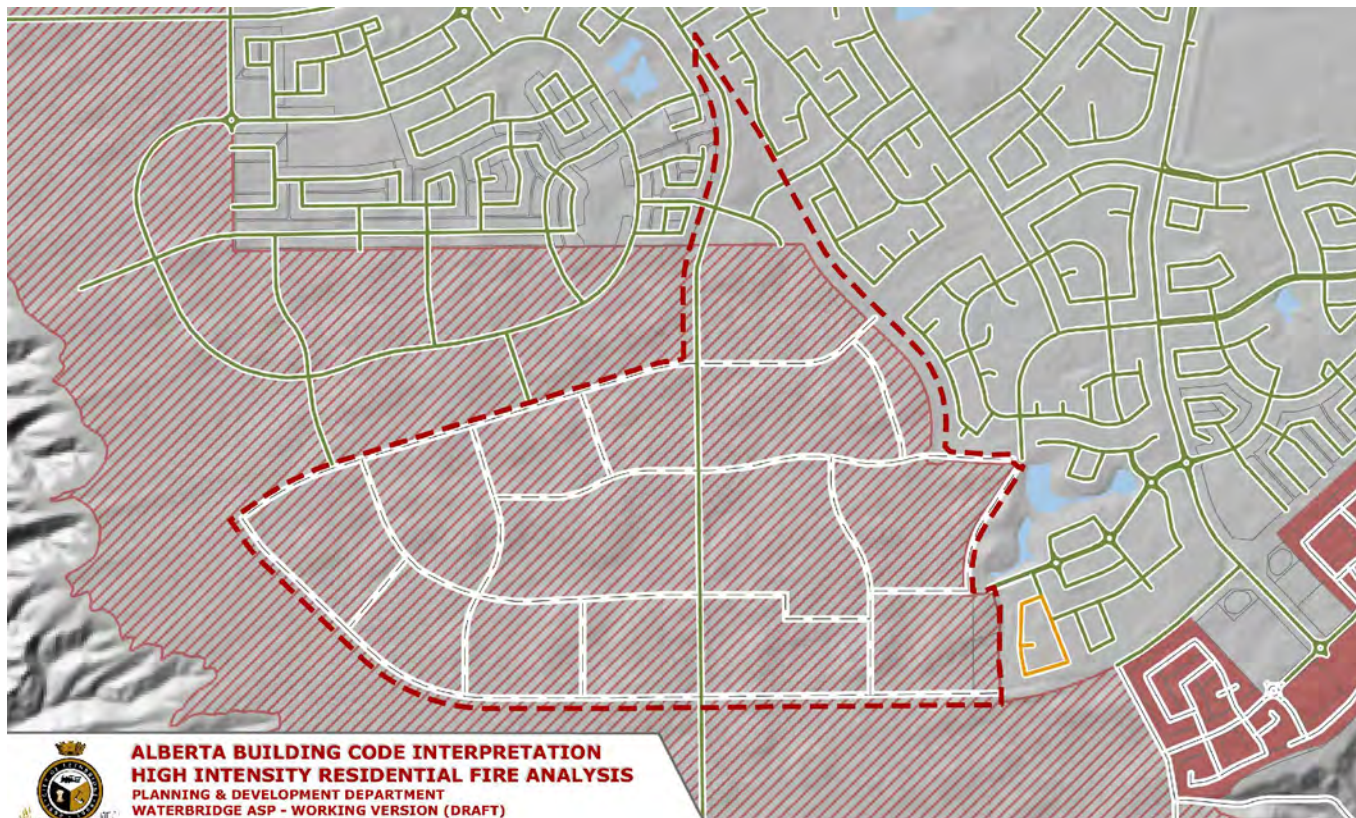 ALBERTA BUILDING CODE INTERPRETATION
HIGH INTENSITY RESIDENTIAL FIRE ANALYSIS
PLANNING & DEVELOPMENT DEPARTMENT
WATERBRIDGE ASP - WORKING VERSION (DRAFT)